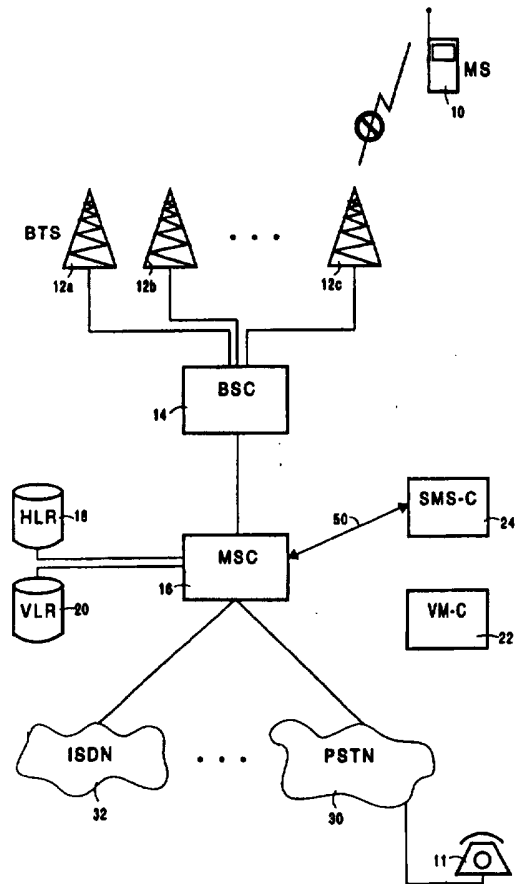 MS
10
BTS
12a
12b
12c
BSC
14
HLR
18
MSC
16
50
SMS-C
24
VLR
20
VM-C
22
ISDN
32
PSTN
30
11